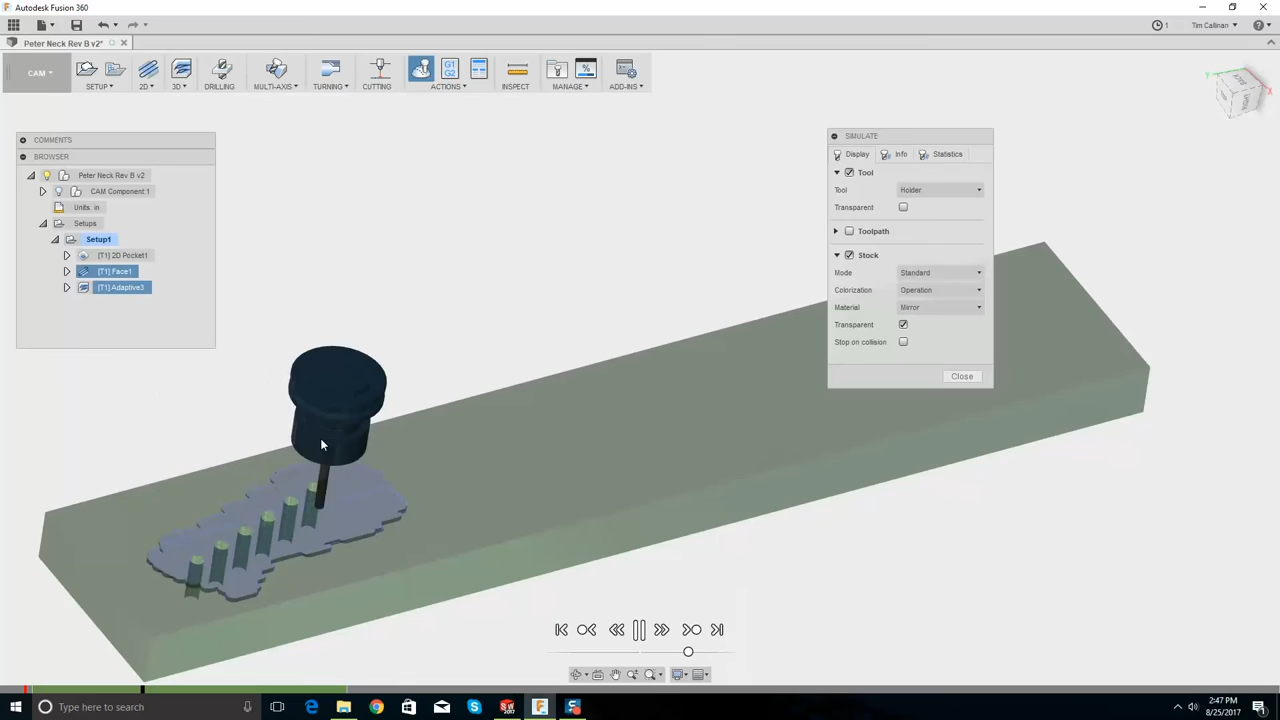 Autodesk Fusion 360
1
Tim Callinan
Peter Neck Rev B v2*
CAM
SETUP
2D
3D
DRILLING
MULTI-AXIS
TURNING
CUTTING
G1
G2
ACTIONS
INSPECT
MANAGE
ADD-INS
COMMENTS
BROWSER
Peter Neck Rev B v2
CAM Component:1
Units: in
Setups
Setup1
[T1] 2D Pocket1
[T1] Face1
[T1] Adaptive3
SIMULATE
Display
Info
Statistics
Tool
Tool Holder
Transparent
Toolpath
Stock
Mode Standard
Colorization Operation
Material Mirror
Transparent
Stop on collision
Close
Type here to search
2:47 PM
8/25/2017